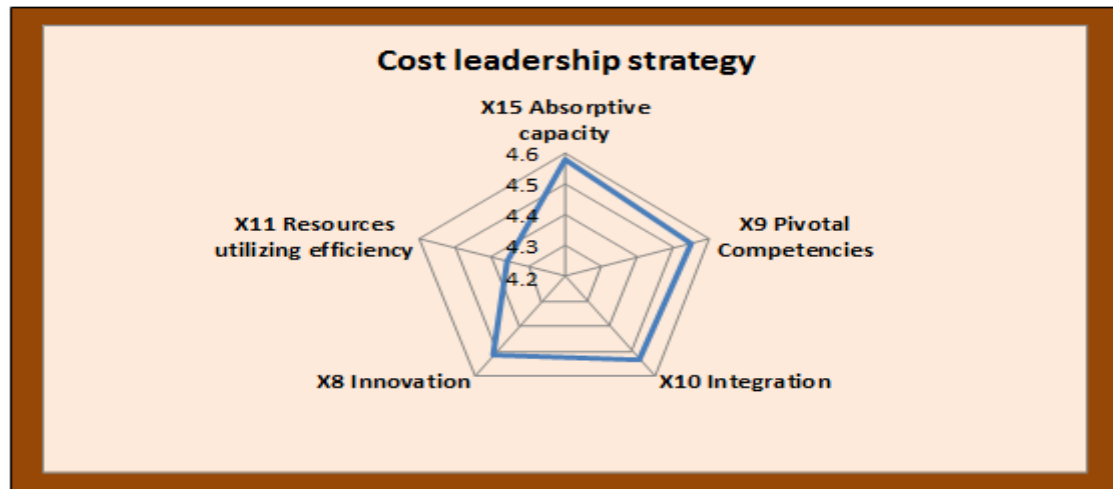 Cost leadership strategy
X15 Absorptive
capacity
4.6
4.5
4.4
4.3
4.2
X11 Resources
utilizing efficiency
X9 Pivotal
Competencies
X8 Innovation
X10 Integration